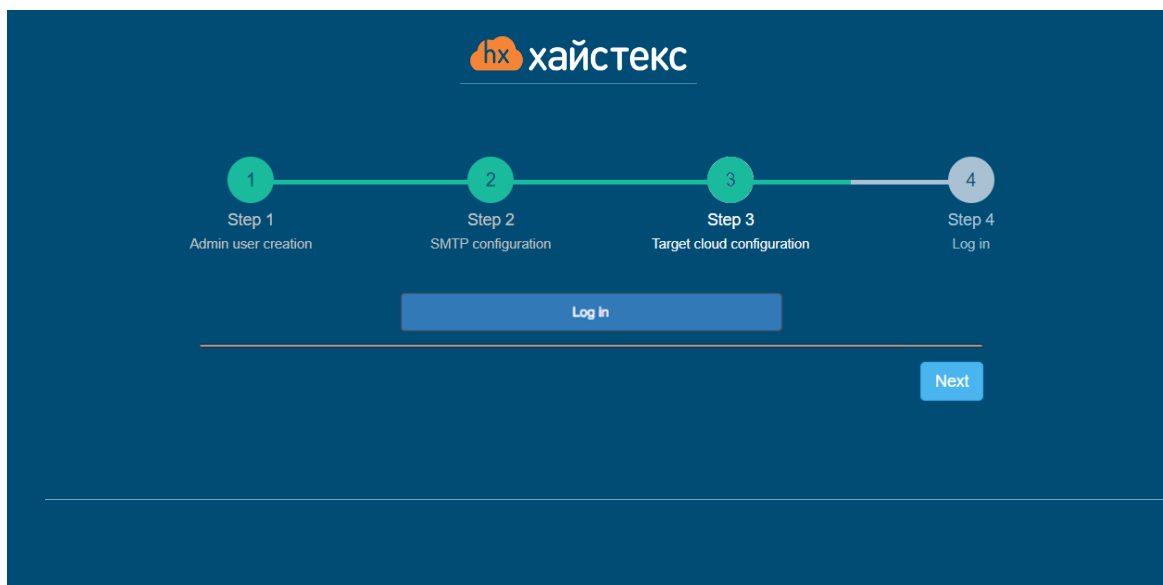 hx хайстекс
1 2 3 4
Step 1 Step 2 Step 3 Step 4
Admin user creation SMTP configuration Target cloud configuration Log in
Log in
Next